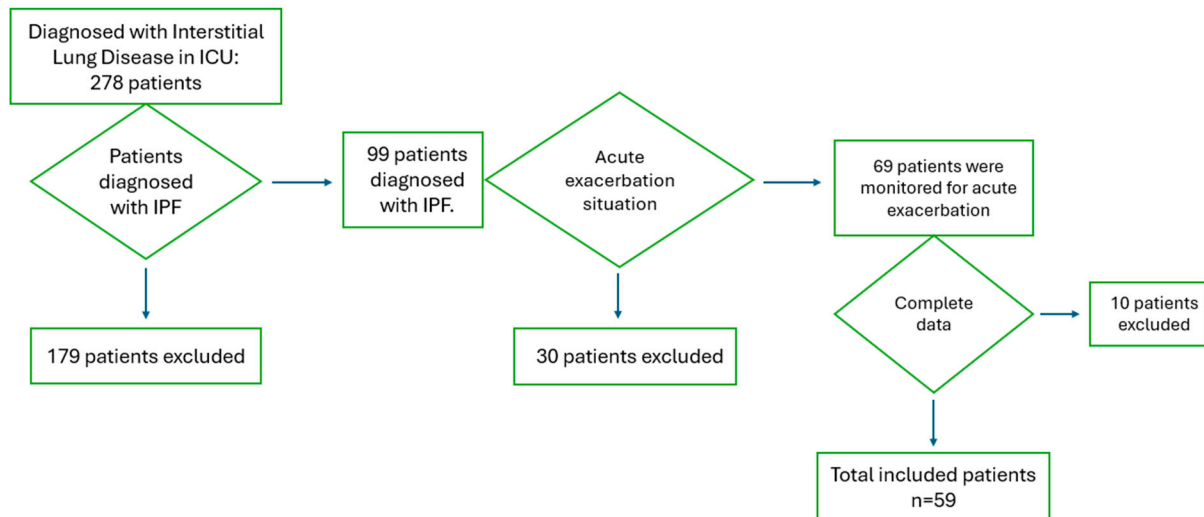 Diagnosed with Interstitial
Lung Disease in ICU:
278 patients
Patients
diagnosed
with IPF
179 patients excluded
99 patients
diagnosed
with IPF.
Acute
exacerbation
situation
30 patients excluded
69 patients were
monitored for acute
exacerbation
Complete
data
10 patients
excluded
Total included patients
n=59